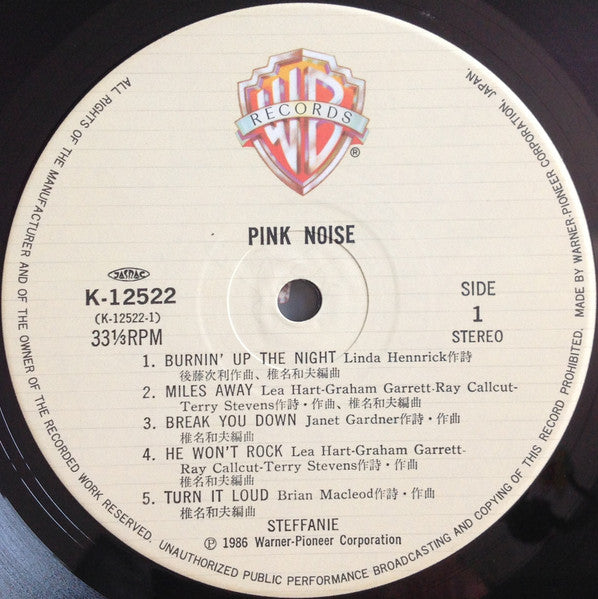 WB
RECORDS
®
PINK NOISE
JASRAC
K-12522
(K-12522-1)
33⅓RPM
SIDE
1
STEREO
1. BURNIN' UP THE NIGHT Linda Hennrick作詩
後藤次利作曲、椎名和夫編曲
2. MILES AWAY Lea Hart-Graham Garrett-Ray Callcut-
Terry Stevens作詩・作曲、椎名和夫編曲
3. BREAK YOU DOWN Janet Gardner作詩・作曲
椎名和夫編曲
4. HE WON'T ROCK Lea Hart-Graham Garrett-
Ray Callcut-Terry Stevens作詩・作曲
椎名和夫編曲
5. TURN IT LOUD Brian Macleod作詩・作曲
椎名和夫編曲
STEFFANIE
℗ 1986 Warner-Pioneer Corporation
ALL RIGHTS OF THE MANUFACTURER AND OF THE OWNER OF THE RECORDED WORK RESERVED. UNAUTHORIZED PUBLIC PERFORMANCE BROADCASTING AND COPYING OF THIS RECORD PROHIBITED. MADE BY WARNER-PIONEER CORPORATION, JAPAN.